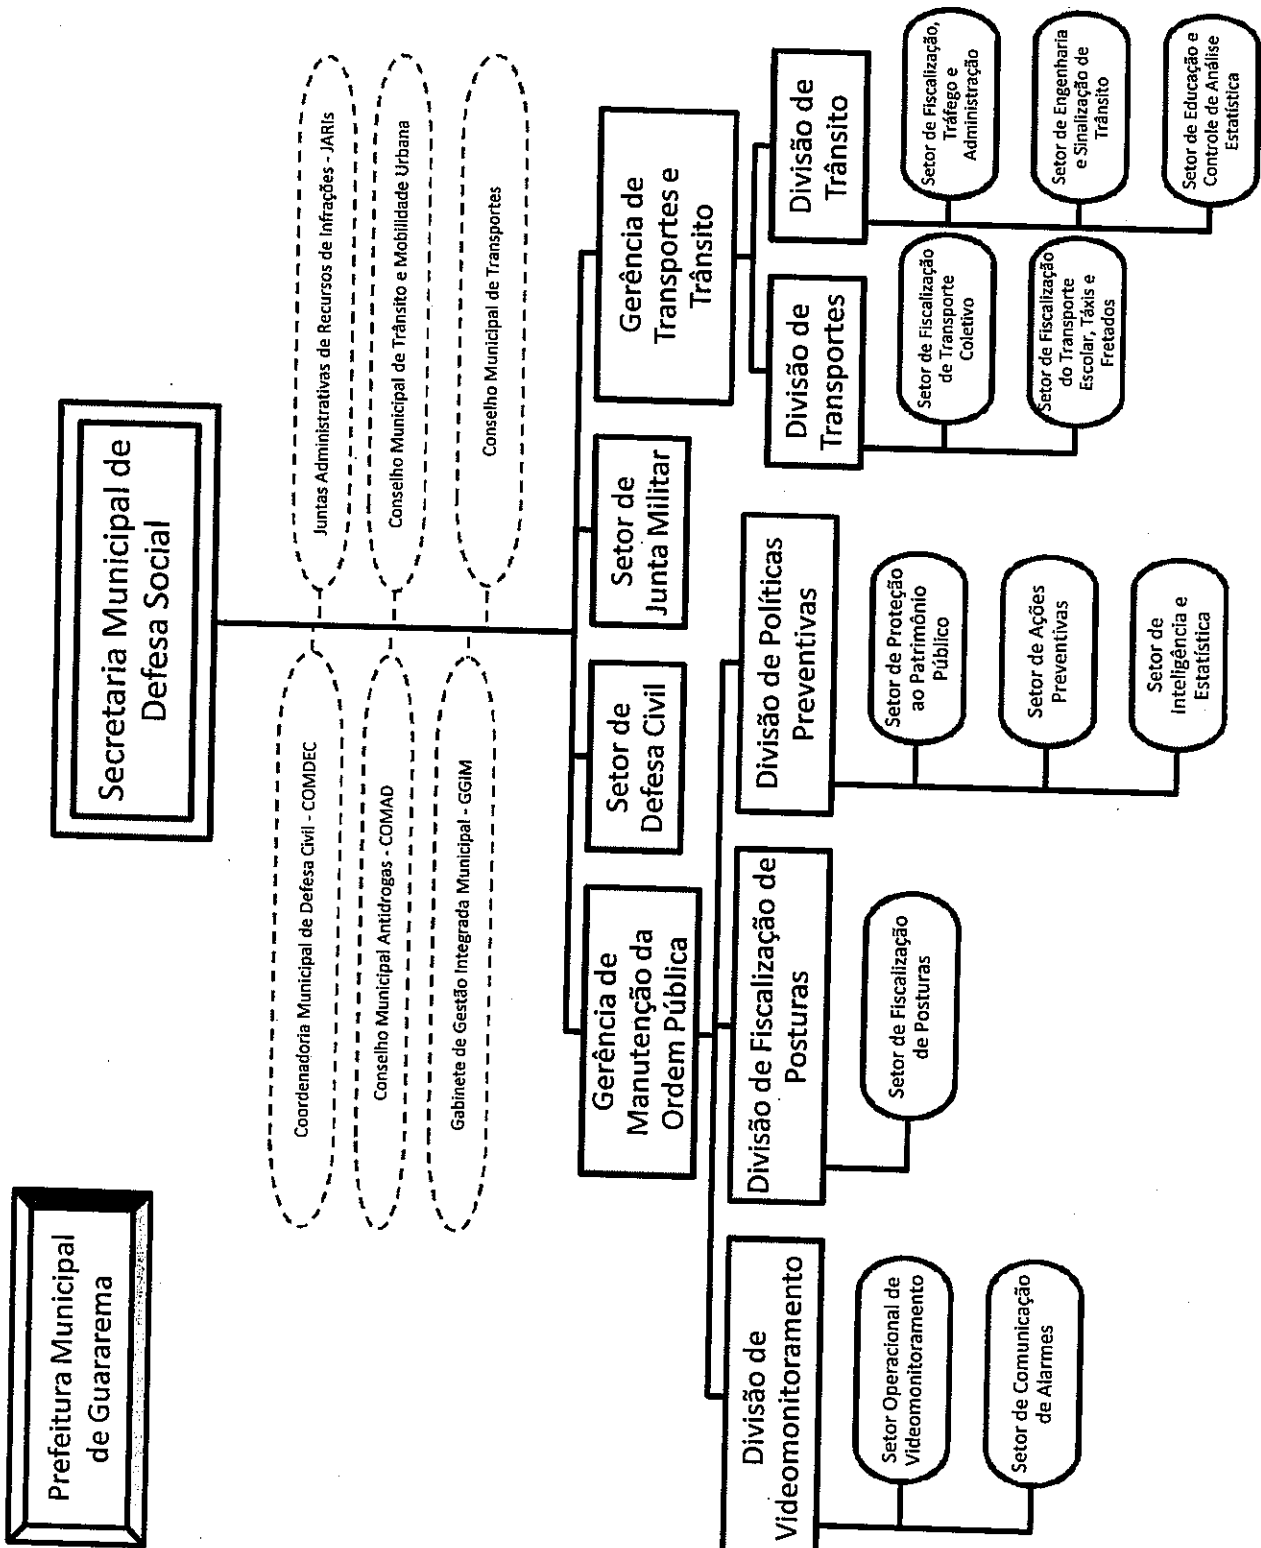 Prefeitura Municipal
de Guararema
Secretaria Municipal de
Defesa Social
Coordenadoria Municipal de Defesa Civil - COMDEC
Juntas Administrativas de Recursos de Infrações - JARIs
Conselho Municipal Antidrogas - COMAD
Conselho Municipal de Trânsito e Mobilidade Urbana
Gabinete de Gestão Integrada Municipal - GGIM
Conselho Municipal de Transportes
Gerência de
Manutenção da
Ordem Pública
Setor de
Defesa Civil
Setor de
Junta Militar
Gerência de
Transportes e
Trânsito
Divisão de
Videomonitoramento
Setor Operacional de
Videomonitoramento
Setor de Comunicação
de Alarmes
Divisão de Fiscalização de
Posturas
Setor de Fiscalização
de Posturas
Divisão de Políticas
Preventivas
Setor de Proteção
ao Patrimônio
Público
Setor de Ações
Preventivas
Setor de
Inteligência e
Estatística
Divisão de
Transportes
Setor de Fiscalização
de Transporte
Coletivo
Setor de Fiscalização
do Transporte
Escolar, Táxis e
Fretados
Divisão de
Trânsito
Setor de Fiscalização,
Tráfego e
Administração
Setor de Engenharia
e Sinalização de
Trânsito
Setor de Educação e
Controle de Análise
Estatística